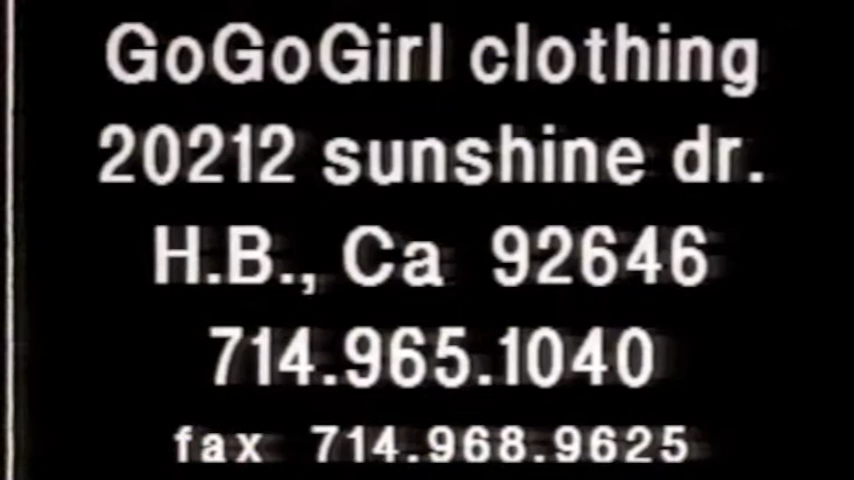 GoGoGirl clothing
20212 sunshine dr.
H.B., Ca 92646
714.965.1040
fax 714.968.9625